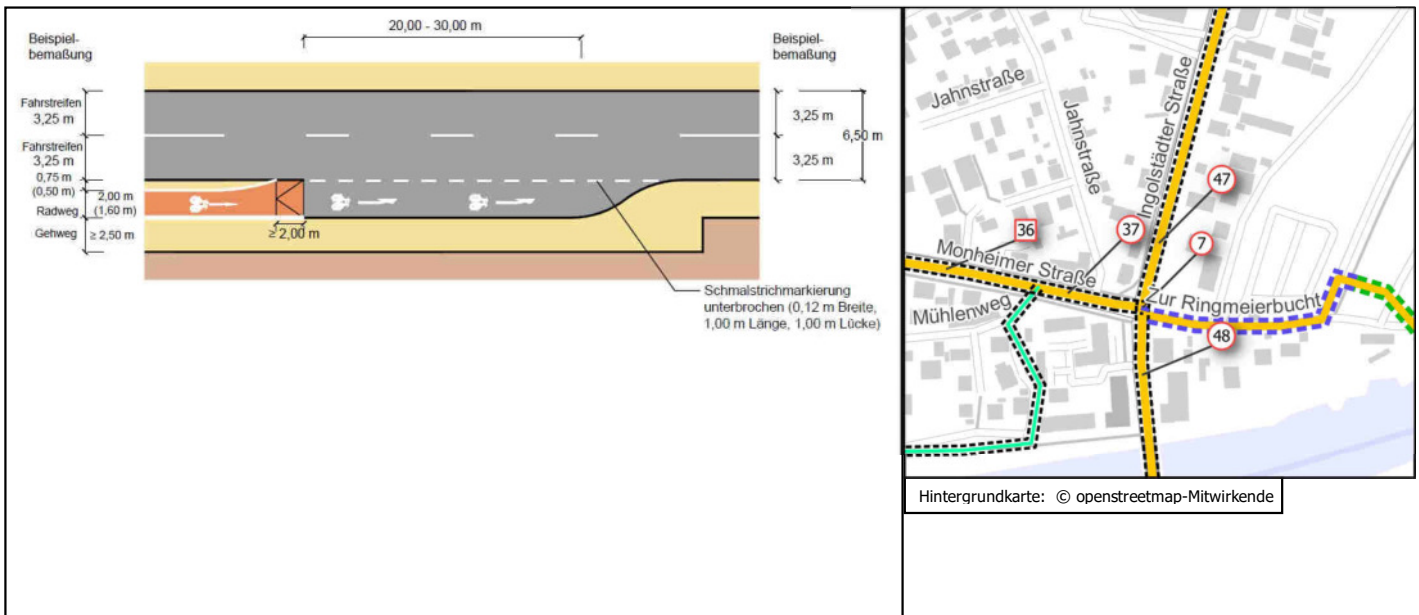 20,00 - 30,00 m
Beispiel-
bemaßung
Beispiel-
bemaßung
Fahrstreifen
3,25 m
Fahrstreifen
3,25 m
0,75 m
(0,50 m)
2,00 m
Radweg
(1,60 m)
Gehweg
≥ 2,50 m
≥ 2,00 m
3,25 m
6,50 m
3,25 m
Schmalstrichmarkierung
unterbrochen (0,12 m Breite,
1,00 m Länge, 1,00 m Lücke)
Jahnstraße
Jahnstraße
Ingolstädter Straße
47
36
37
7
Monheimer Straße
Zur Ringmeierbucht
Mühlenweg
48
Hintergrundkarte: © openstreetmap-Mitwirkende